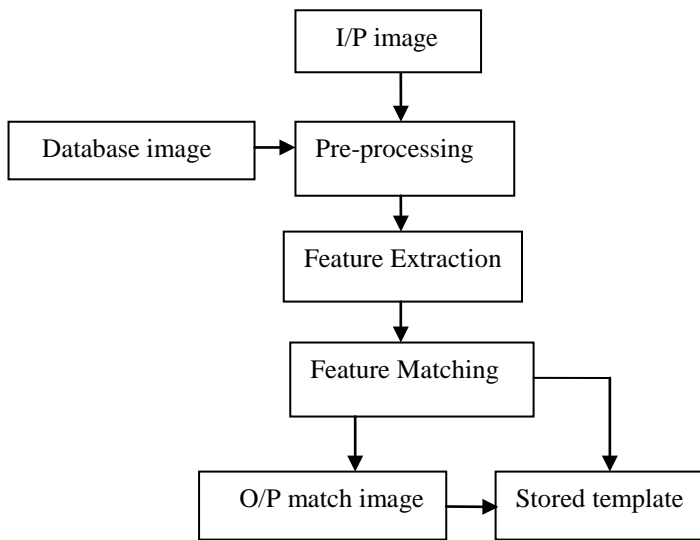 I/P image
Database image
Pre-processing
Feature Extraction
Feature Matching
O/P match image
Stored template